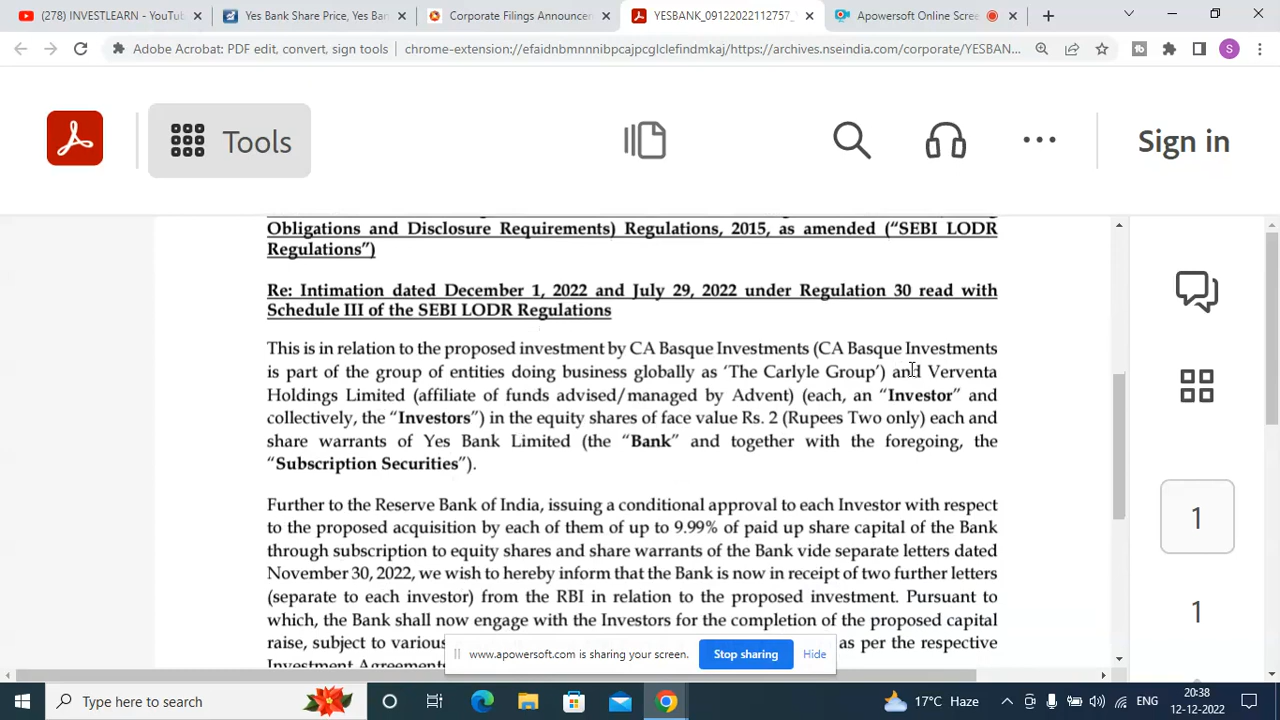 (278) INVESTLEARN - YouTu
Yes Bank Share Price, Yes Ban
Corporate Filings Announcen
YESBANK_09122022112757_
Apowersoft Online Scree
Adobe Acrobat: PDF edit, convert, sign tools
chrome-extension://efaidnbmnnnibpcajpcglclefindmkaj/https://archives.nseindia.com/corporate/YESBAN...
S
Tools
Sign in
Obligations and Disclosure Requirements) Regulations, 2015, as amended (“SEBI LODR
Regulations”)
Re: Intimation dated December 1, 2022 and July 29, 2022 under Regulation 30 read with
Schedule III of the SEBI LODR Regulations
This is in relation to the proposed investment by CA Basque Investments (CA Basque Investments
is part of the group of entities doing business globally as ‘The Carlyle Group’) and Verventa
Holdings Limited (affiliate of funds advised/managed by Advent) (each, an “Investor” and
collectively, the “Investors”) in the equity shares of face value Rs. 2 (Rupees Two only) each and
share warrants of Yes Bank Limited (the “Bank” and together with the foregoing, the
“Subscription Securities”).
Further to the Reserve Bank of India, issuing a conditional approval to each Investor with respect
to the proposed acquisition by each of them of up to 9.99% of paid up share capital of the Bank
through subscription to equity shares and share warrants of the Bank vide separate letters dated
November 30, 2022, we wish to hereby inform that the Bank is now in receipt of two further letters
(separate to each investor) from the RBI in relation to the proposed investment. Pursuant to
which, the Bank shall now engage with the Investors for the completion of the proposed capital
raise, subject to various as per the respective
Investment Agreements
1
1
www.apowersoft.com is sharing your screen.
Stop sharing
Hide
Type here to search
17°C Haze
ENG
20:38
12-12-2022